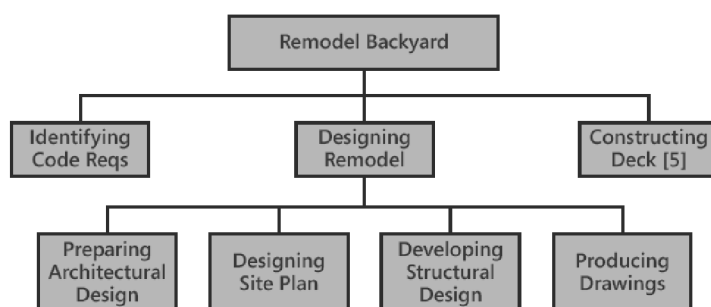 Remodel Backyard
Identifying
Code Reqs
Designing
Remodel
Constructing
Deck [5]
Preparing
Architectural
Design
Designing
Site Plan
Developing
Structural
Design
Producing
Drawings